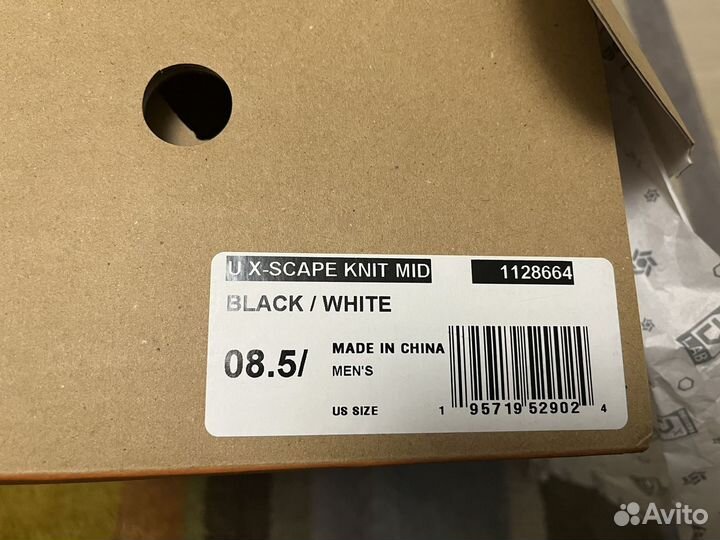 U X-SCAPE KNIT MID 1128664
BLACK / WHITE
08.5/ MADE IN CHINA
MEN'S
US SIZE
1 95719 52902 4
LAB
Avito